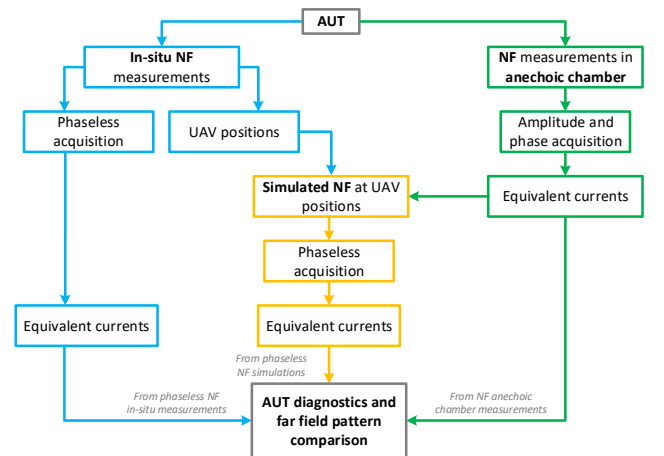 AUT
In-situ NF
measurements
NF measurements in
anechoic chamber
Phaseless
acquisition
UAV positions
Amplitude and
phase acquisition
Simulated NF at UAV
positions
Equivalent currents
Phaseless
acquisition
Equivalent currents
Equivalent currents
From phaseless
NF simulations
From phaseless NF
in-situ measurements
AUT diagnostics and
far field pattern
comparison
From NF anechoic
chamber measurements